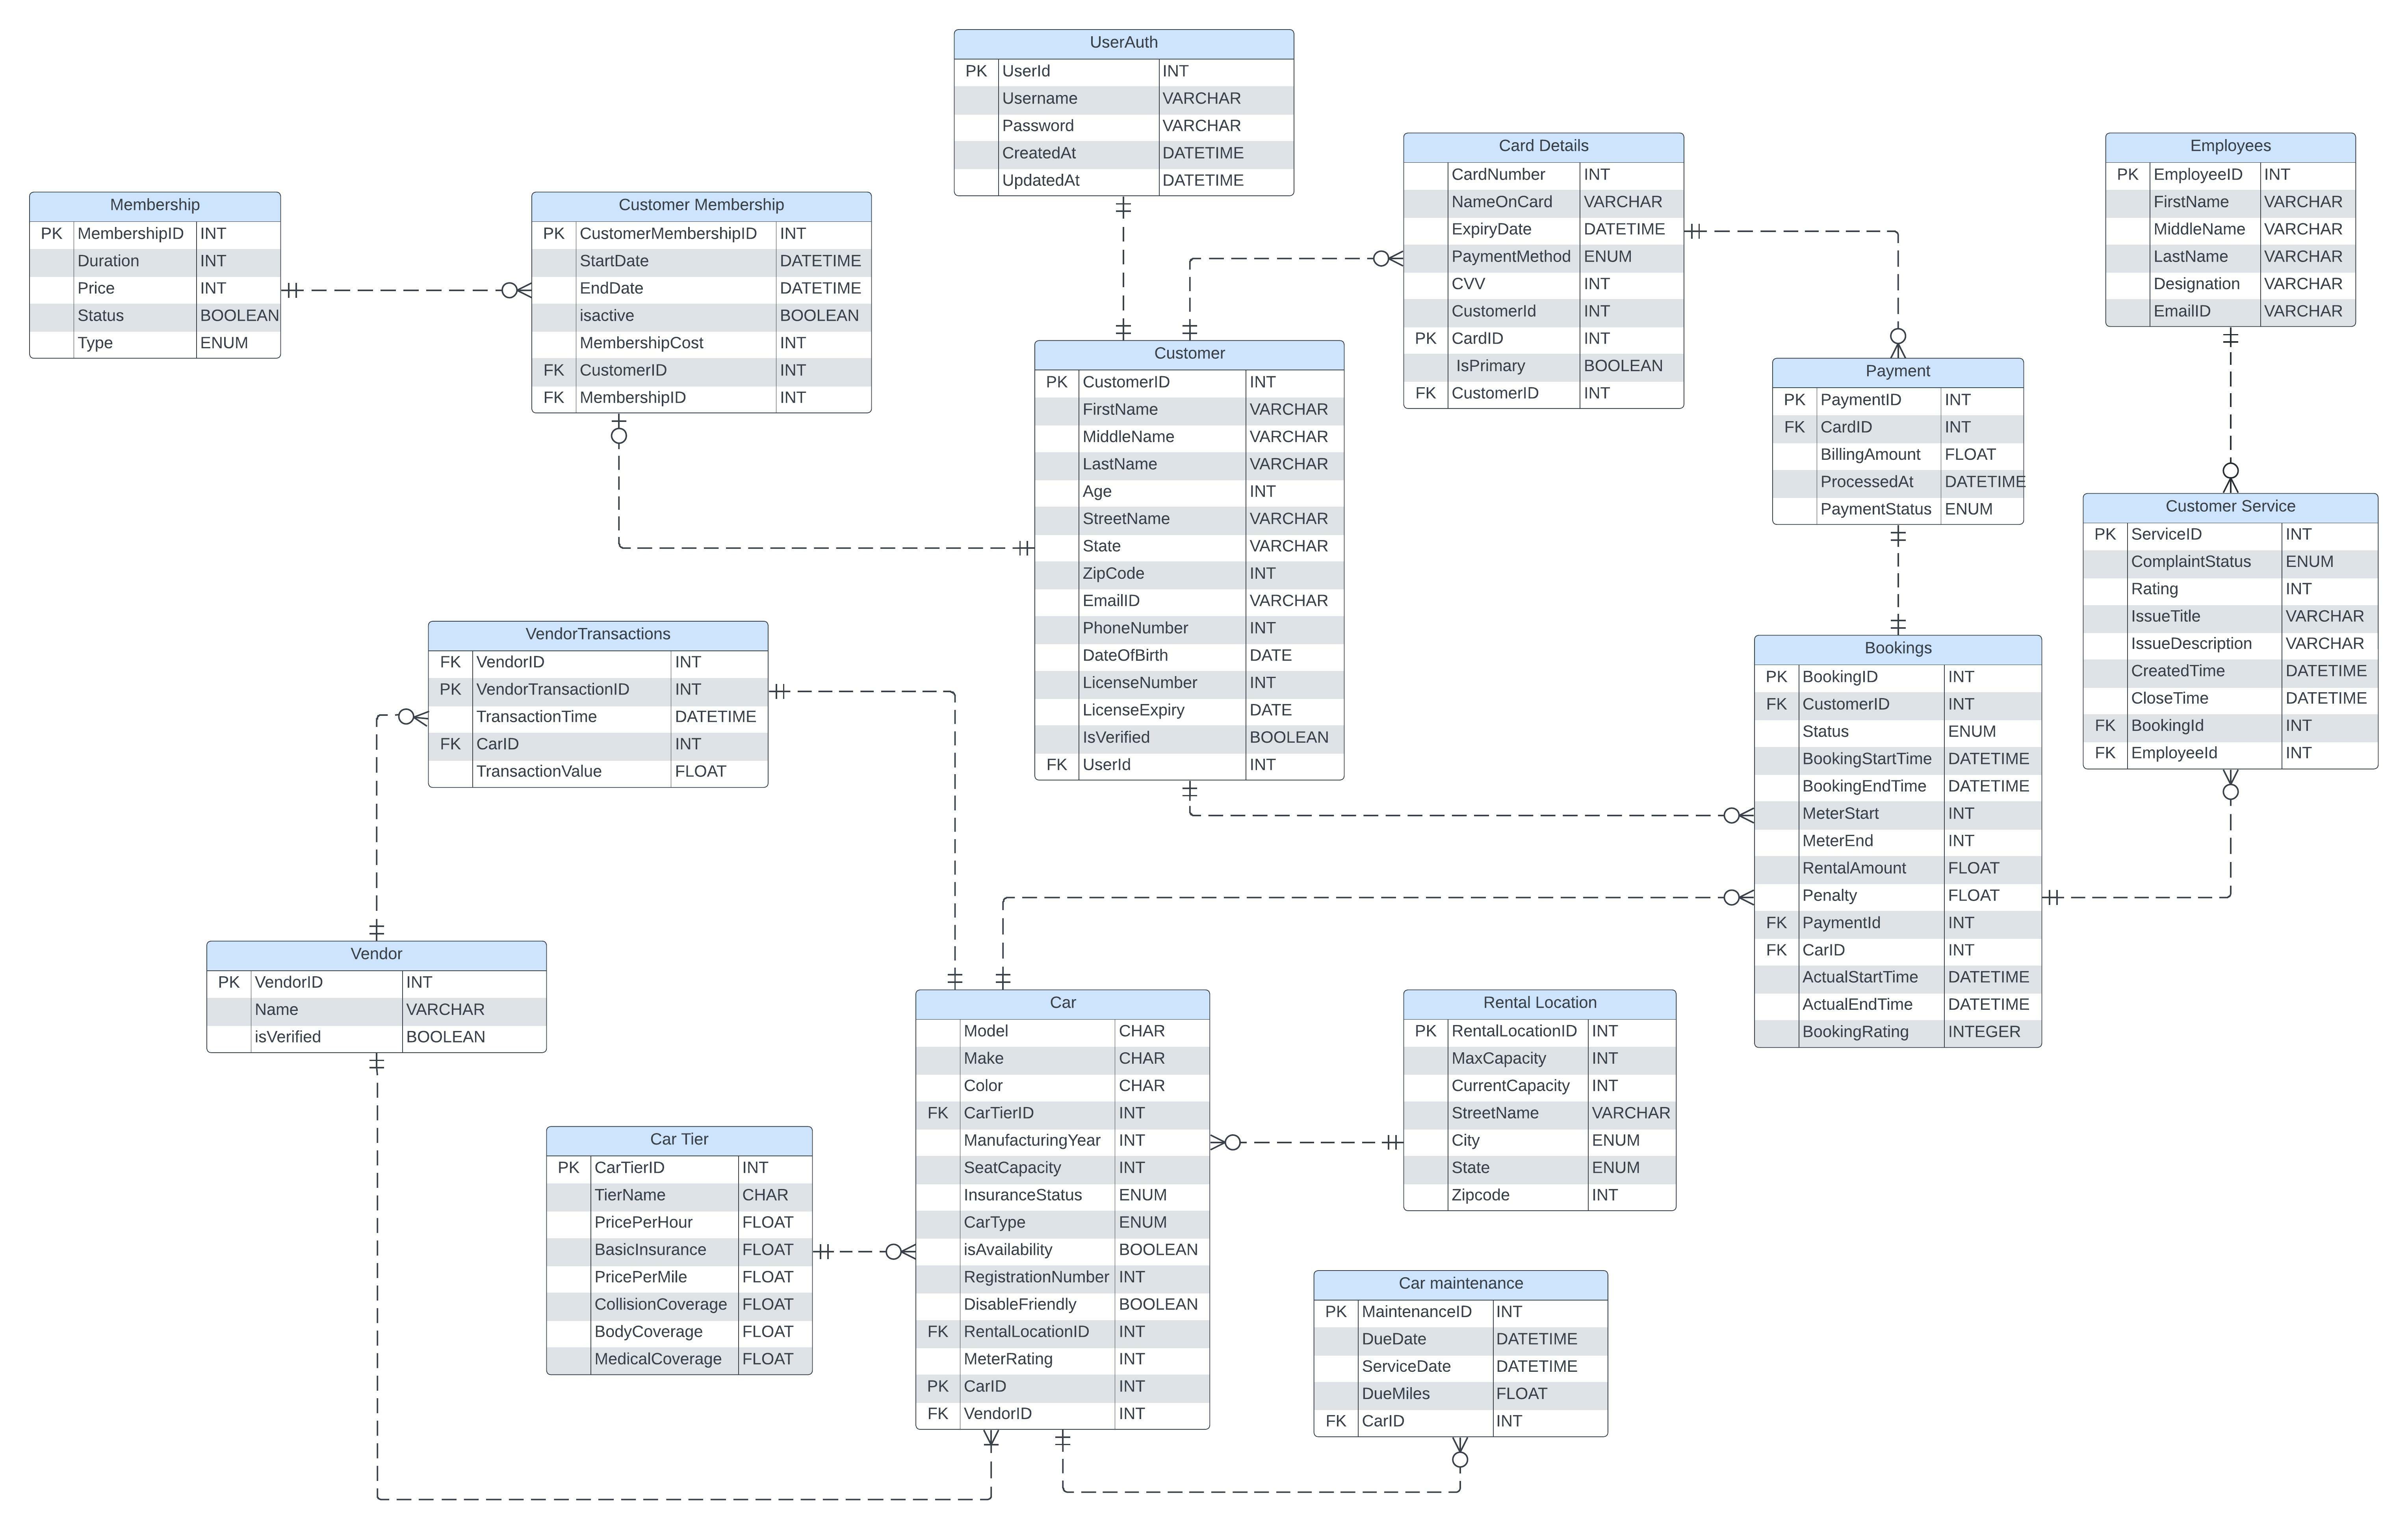 UserAuth
PK UserId INT
Username VARCHAR
Password VARCHAR
CreatedAt DATETIME
UpdatedAt DATETIME
Card Details
CardNumber INT
NameOnCard VARCHAR
ExpiryDate DATETIME
PaymentMethod ENUM
CVV INT
CustomerId INT
PK CardID INT
IsPrimary BOOLEAN
FK CustomerID INT
Employees
PK EmployeeID INT
FirstName VARCHAR
MiddleName VARCHAR
LastName VARCHAR
Designation VARCHAR
EmailID VARCHAR
Membership
PK MembershipID INT
Duration INT
Price INT
Status BOOLEAN
Type ENUM
Customer Membership
PK CustomerMembershipID INT
StartDate DATETIME
EndDate DATETIME
isactive BOOLEAN
MembershipCost INT
FK CustomerID INT
FK MembershipID INT
Customer
PK CustomerID INT
FirstName VARCHAR
MiddleName VARCHAR
LastName VARCHAR
Age INT
StreetName VARCHAR
State VARCHAR
ZipCode INT
EmailID VARCHAR
PhoneNumber INT
DateOfBirth DATE
LicenseNumber INT
LicenseExpiry DATE
IsVerified BOOLEAN
FK UserId INT
Payment
PK PaymentID INT
FK CardID INT
BillingAmount FLOAT
ProcessedAt DATETIME
PaymentStatus ENUM
Customer Service
PK ServiceID INT
ComplaintStatus ENUM
Rating INT
IssueTitle VARCHAR
IssueDescription VARCHAR
CreatedTime DATETIME
CloseTime DATETIME
FK BookingId INT
FK EmployeeId INT
VendorTransactions
FK VendorID INT
PK VendorTransactionID INT
TransactionTime DATETIME
FK CarID INT
TransactionValue FLOAT
Bookings
PK BookingID INT
FK CustomerID INT
Status ENUM
BookingStartTime DATETIME
BookingEndTime DATETIME
MeterStart INT
MeterEnd INT
RentalAmount FLOAT
Penalty FLOAT
FK PaymentId INT
FK CarID INT
ActualStartTime DATETIME
ActualEndTime DATETIME
BookingRating INTEGER
Vendor
PK VendorID INT
Name VARCHAR
isVerified BOOLEAN
Car
Model CHAR
Make CHAR
Color CHAR
FK CarTierID INT
ManufacturingYear INT
SeatCapacity INT
InsuranceStatus ENUM
CarType ENUM
isAvailability BOOLEAN
RegistrationNumber INT
DisableFriendly BOOLEAN
FK RentalLocationID INT
MeterRating INT
PK CarID INT
FK VendorID INT
Rental Location
PK RentalLocationID INT
MaxCapacity INT
CurrentCapacity INT
StreetName VARCHAR
City ENUM
State ENUM
Zipcode INT
Car Tier
PK CarTierID INT
TierName CHAR
PricePerHour FLOAT
BasicInsurance FLOAT
PricePerMile FLOAT
CollisionCoverage FLOAT
BodyCoverage FLOAT
MedicalCoverage FLOAT
Car maintenance
PK MaintenanceID INT
DueDate DATETIME
ServiceDate DATETIME
DueMiles FLOAT
FK CarID INT